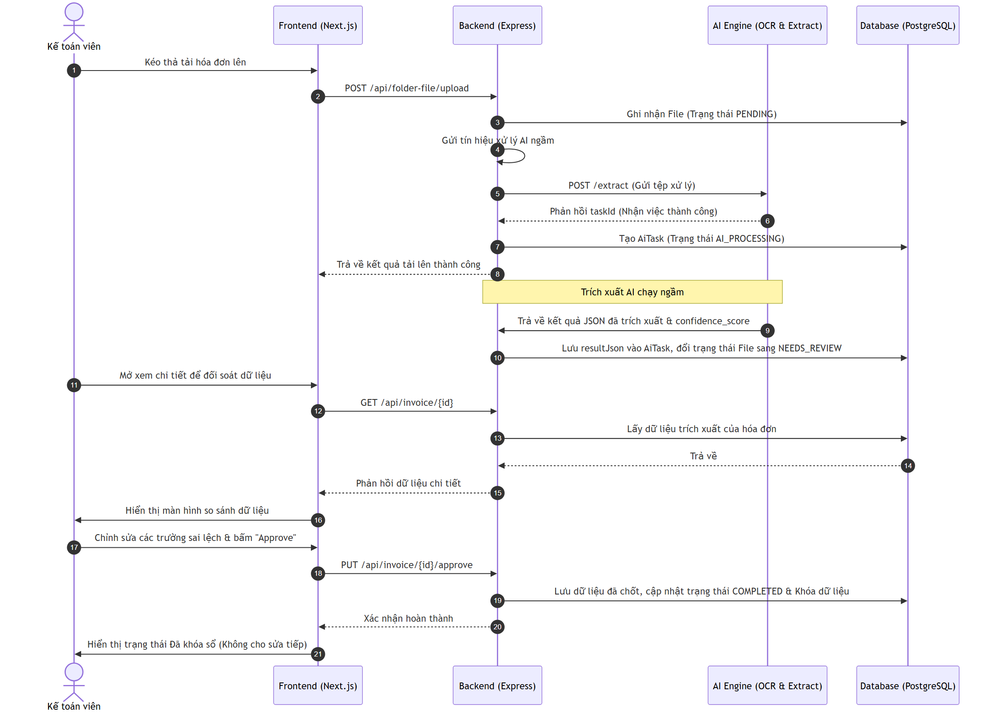 Kế toán viên
Frontend (Next.js)
Backend (Express)
AI Engine (OCR & Extract)
Database (PostgreSQL)
1 Kéo thả tải hóa đơn lên
2 POST /api/folder-file/upload
3 Ghi nhận File (Trạng thái PENDING)
4 Gửi tín hiệu xử lý AI ngầm
5 POST /extract (Gửi tệp xử lý)
6 Phản hồi taskId (Nhận việc thành công)
7 Tạo AiTask (Trạng thái AI_PROCESSING)
8 Trả về kết quả tải lên thành công
Trích xuất AI chạy ngầm
9 Trả về kết quả JSON đã trích xuất & confidence_score
10 Lưu resultJson vào AiTask, đổi trạng thái File sang NEEDS_REVIEW
11 Mở xem chi tiết để đối soát dữ liệu
12 GET /api/invoice/{id}
13 Lấy dữ liệu trích xuất của hóa đơn
14 Trả về
15 Phản hồi dữ liệu chi tiết
16 Hiển thị màn hình so sánh dữ liệu
17 Chỉnh sửa các trường sai lệch & bấm "Approve"
18 PUT /api/invoice/{id}/approve
19 Lưu dữ liệu đã chốt, cập nhật trạng thái COMPLETED & Khóa dữ liệu
20 Xác nhận hoàn thành
21 Hiển thị trạng thái Đã khóa sổ (Không cho sửa tiếp)
Kế toán viên
Frontend (Next.js)
Backend (Express)
AI Engine (OCR & Extract)
Database (PostgreSQL)